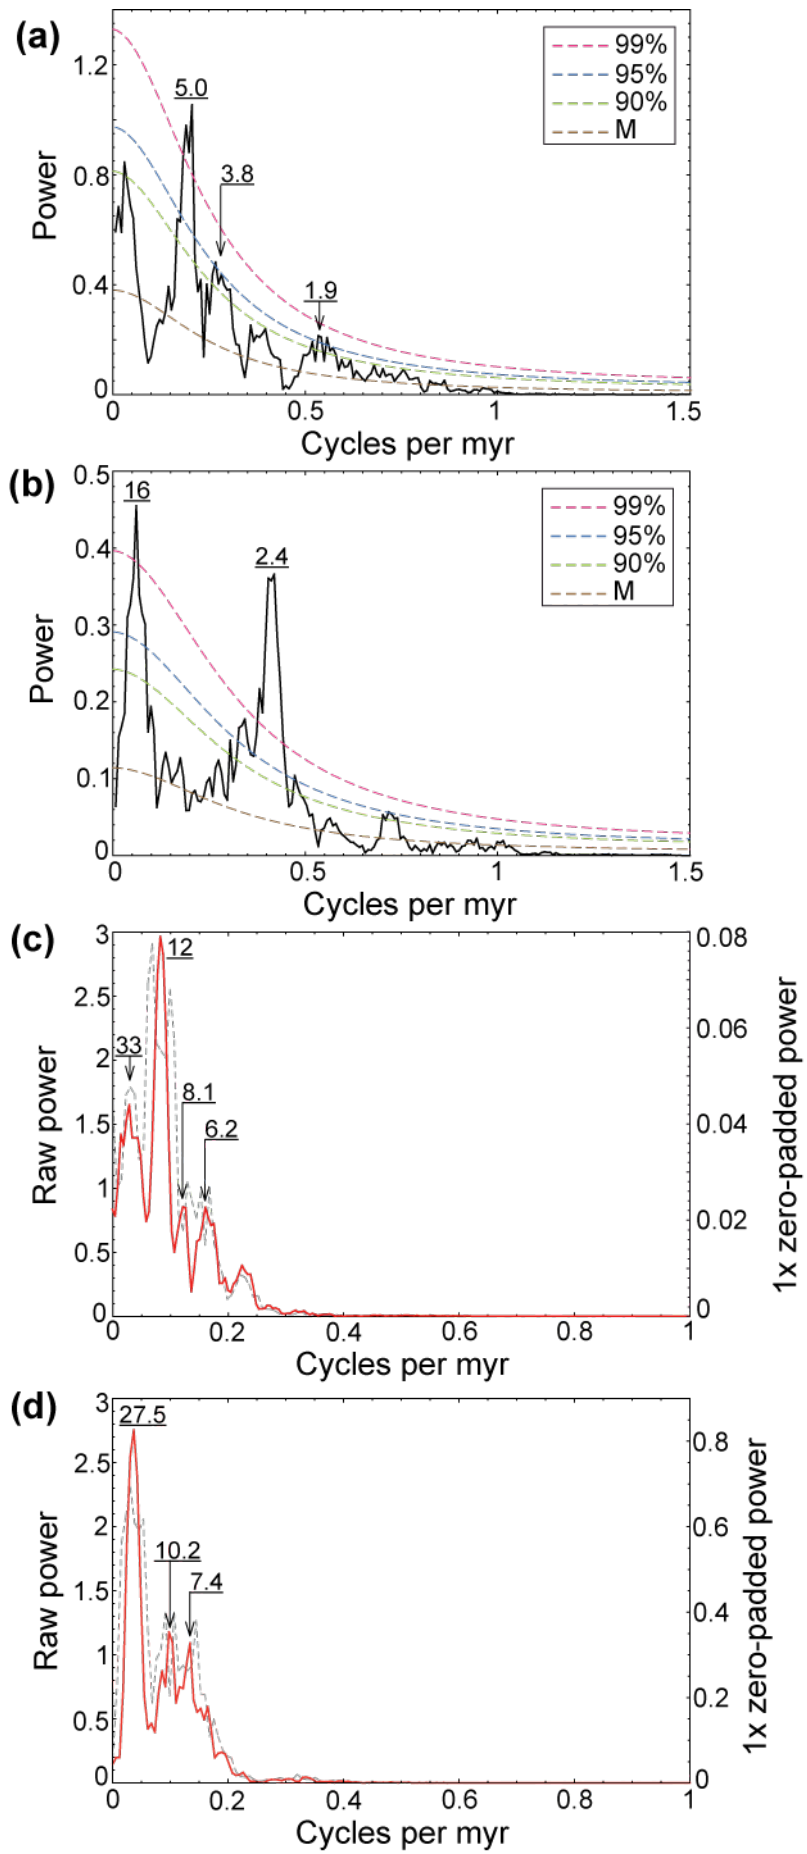 (a)
99%
95%
90%
M
5.0
3.8
1.9
1.2
0.8
0.4
0
Power
0 0.5 1 1.5
Cycles per myr
(b)
99%
95%
90%
M
16
2.4
0.5
0.4
0.3
0.2
0.1
0
Power
0 0.5 1 1.5
Cycles per myr
(c)
12
33
8.1
6.2
3
2.5
2
1.5
1
0.5
0
Raw power
0.08
0.06
0.04
0.02
0
1x zero-padded power
0 0.2 0.4 0.6 0.8 1
Cycles per myr
(d)
27.5
10.2
7.4
3
2.5
2
1.5
1
0.5
0
Raw power
0.8
0.6
0.4
0.2
0
1x zero-padded power
0 0.2 0.4 0.6 0.8 1
Cycles per myr